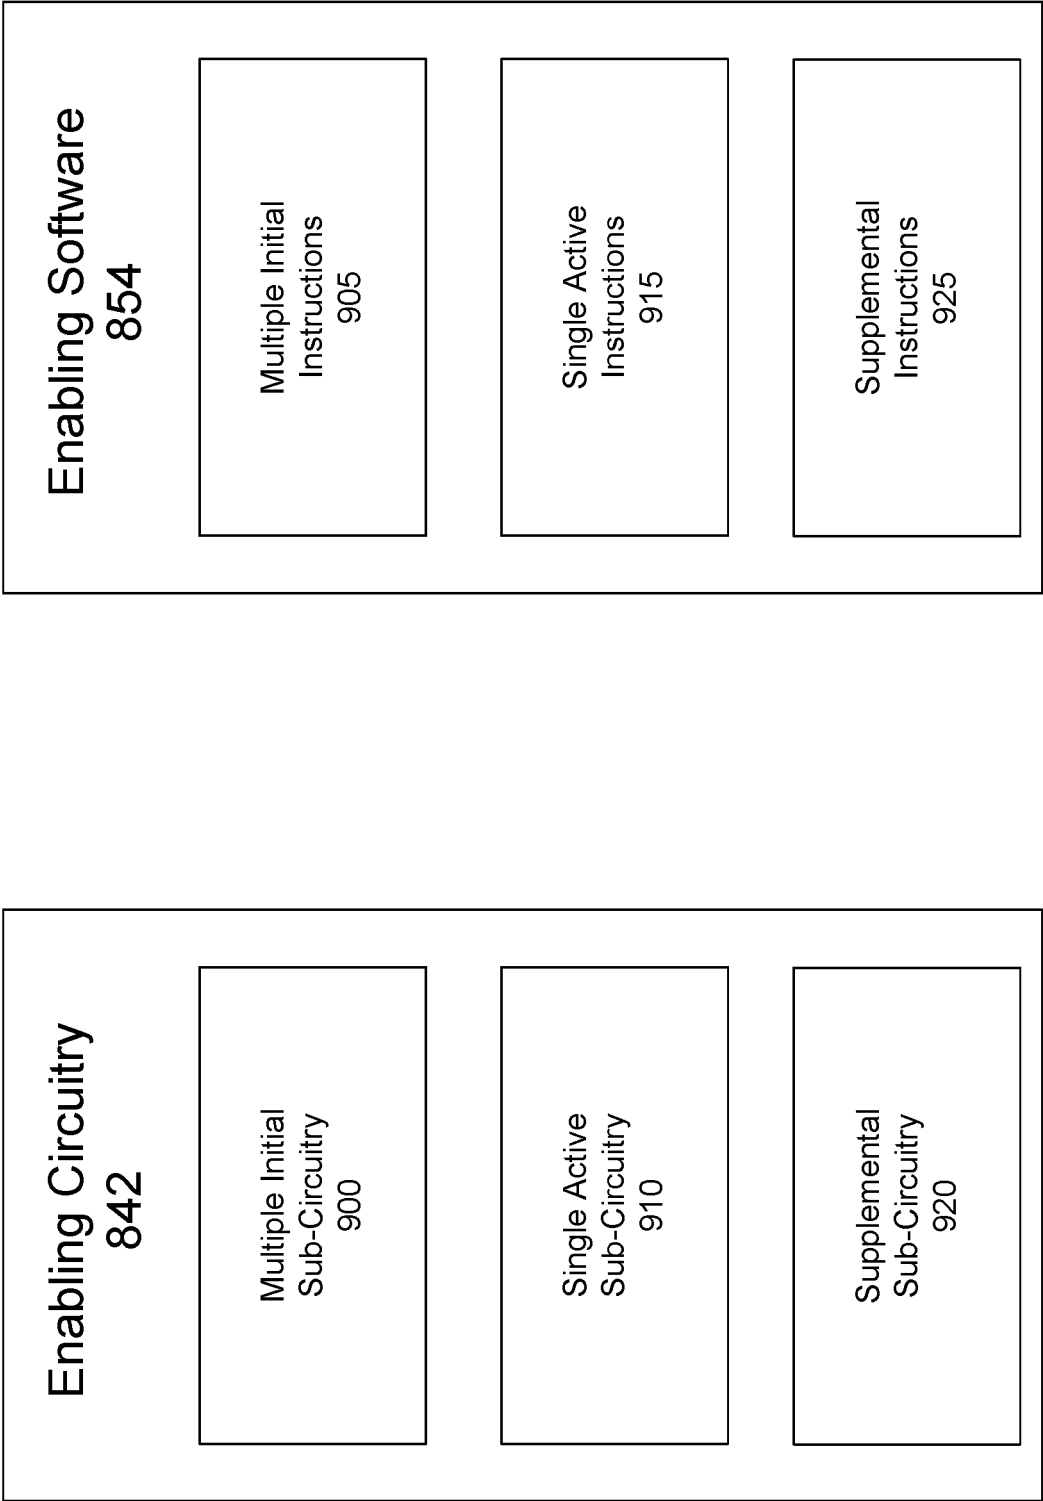 Enabling Circuitry
842
Multiple Initial
Sub-Circuitry
900
Single Active
Sub-Circuitry
910
Supplemental
Sub-Circuitry
920
Enabling Software
854
Multiple Initial
Instructions
905
Single Active
Instructions
915
Supplemental
Instructions
925